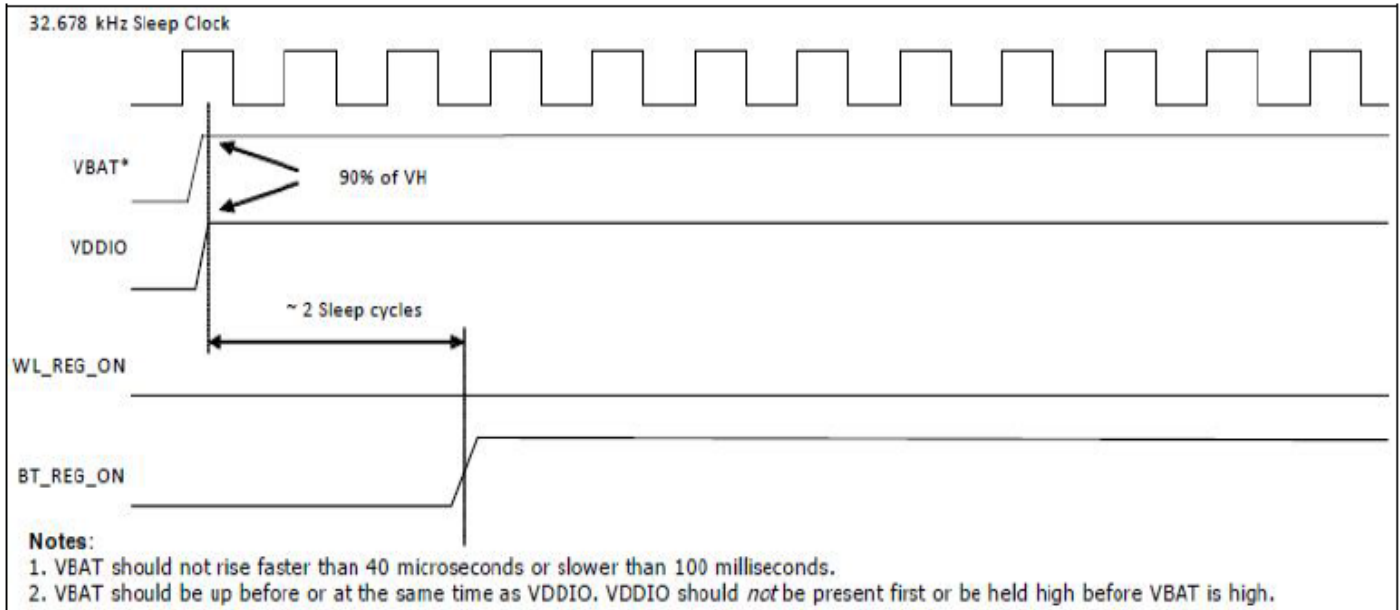 32.678 kHz Sleep Clock
VBAT*
90% of VH
VDDIO
~ 2 Sleep cycles
WL_REG_ON
BT_REG_ON
Notes:
1. VBAT should not rise faster than 40 microseconds or slower than 100 milliseconds.
2. VBAT should be up before or at the same time as VDDIO. VDDIO should not be present first or be held high before VBAT is high.